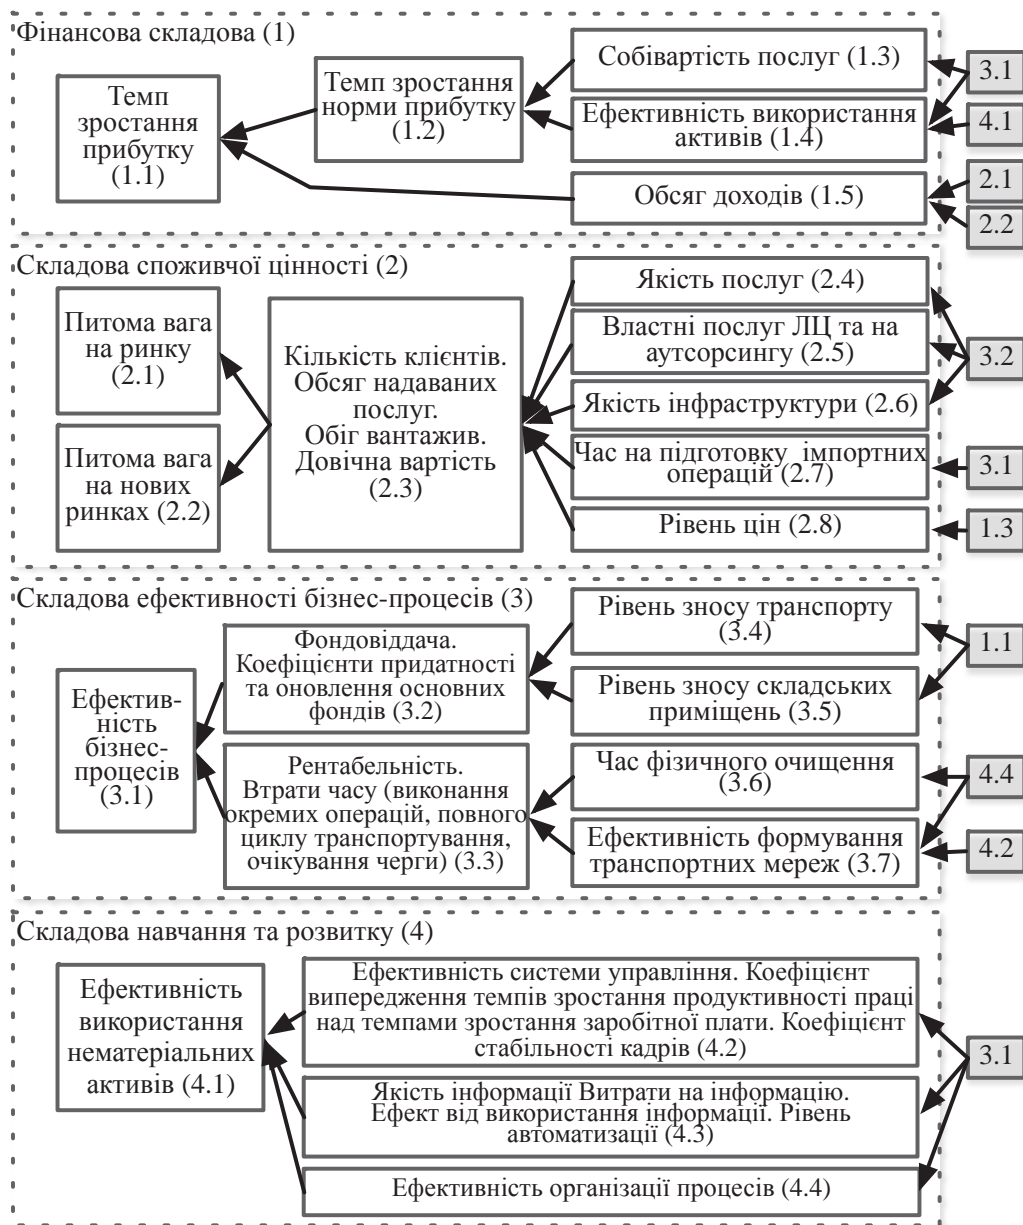 Фінансова складова (1)
Темп
зростання
прибутку
(1.1)
Темп зростання
норми прибутку
(1.2)
Собівартість послуг (1.3)
Ефективність використання
активів (1.4)
Обсяг доходів (1.5)
3.1
4.1
2.1
2.2
Складова споживчої цінності (2)
Питома вага
на ринку
(2.1)
Питома вага
на нових
ринках (2.2)
Кількість клієнтів.
Обсяг надаваних
послуг.
Обіг вантажив.
Довічна вартість
(2.3)
Якість послуг (2.4)
Властні послуг ЛЦ та на
аутсорсингу (2.5)
Якість інфраструктури (2.6)
Час на підготовку імпортних
операцій (2.7)
Рівень цін (2.8)
3.2
3.1
1.3
Складова ефективності бізнес-процесів (3)
Ефектив-
ність
бізнес-
процесів
(3.1)
Фондовіддача.
Коефіцієнти придатності
та оновлення основних
фондів (3.2)
Рентабельність.
Втрати часу (виконання
окремих операцій, повного
циклу транспортування,
очікування черги) (3.3)
Рівень зносу транспорту
(3.4)
Рівень зносу складських
приміщень (3.5)
Час фізичного очищення
(3.6)
Ефективність формування
транспортних мереж (3.7)
1.1
4.4
4.2
Складова навчання та розвитку (4)
Ефективність
використання
нематеріальних
активів (4.1)
Ефективність системи управління. Коефіцієнт
випередження темпів зростання продуктивності праці
над темпами зростання заробітної плати. Коефіцієнт
стабільності кадрів (4.2)
Якість інформації Витрати на інформацію.
Ефект від використання інформації. Рівень
автоматизації (4.3)
Ефективність організації процесів (4.4)
3.1